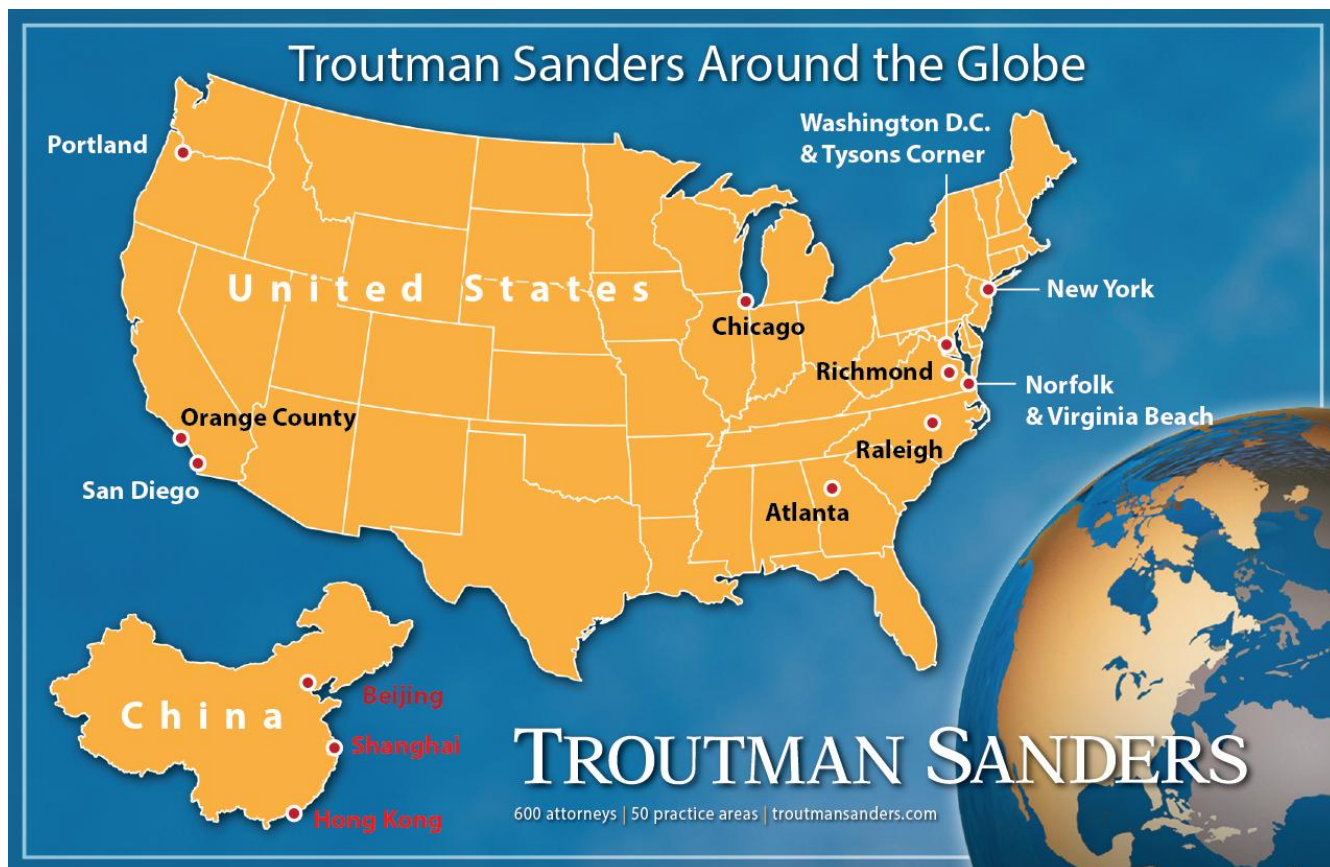 Troutman Sanders Around the Globe
Portland
Washington D.C.
& Tysons Corner
United States
New York
Chicago
Richmond
Norfolk
& Virginia Beach
Orange County
Raleigh
San Diego
Atlanta
China
Beijing
Shanghai
Hong Kong
TROUTMAN SANDERS
600 attorneys | 50 practice areas | troutmansanders.com